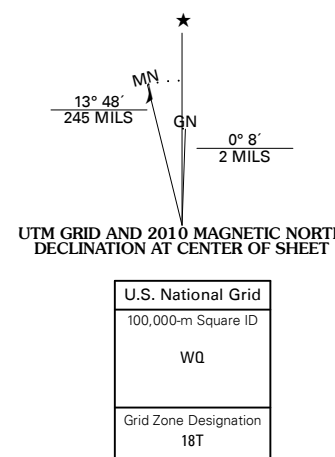 ★
MN
13° 48´
245 MILS
GN
0° 8´
2 MILS
UTM GRID AND 2010 MAGNETIC NORT
DECLINATION AT CENTER OF SHEET
U.S. National Grid
100,000-m Square ID
WQ
Grid Zone Designation
18T